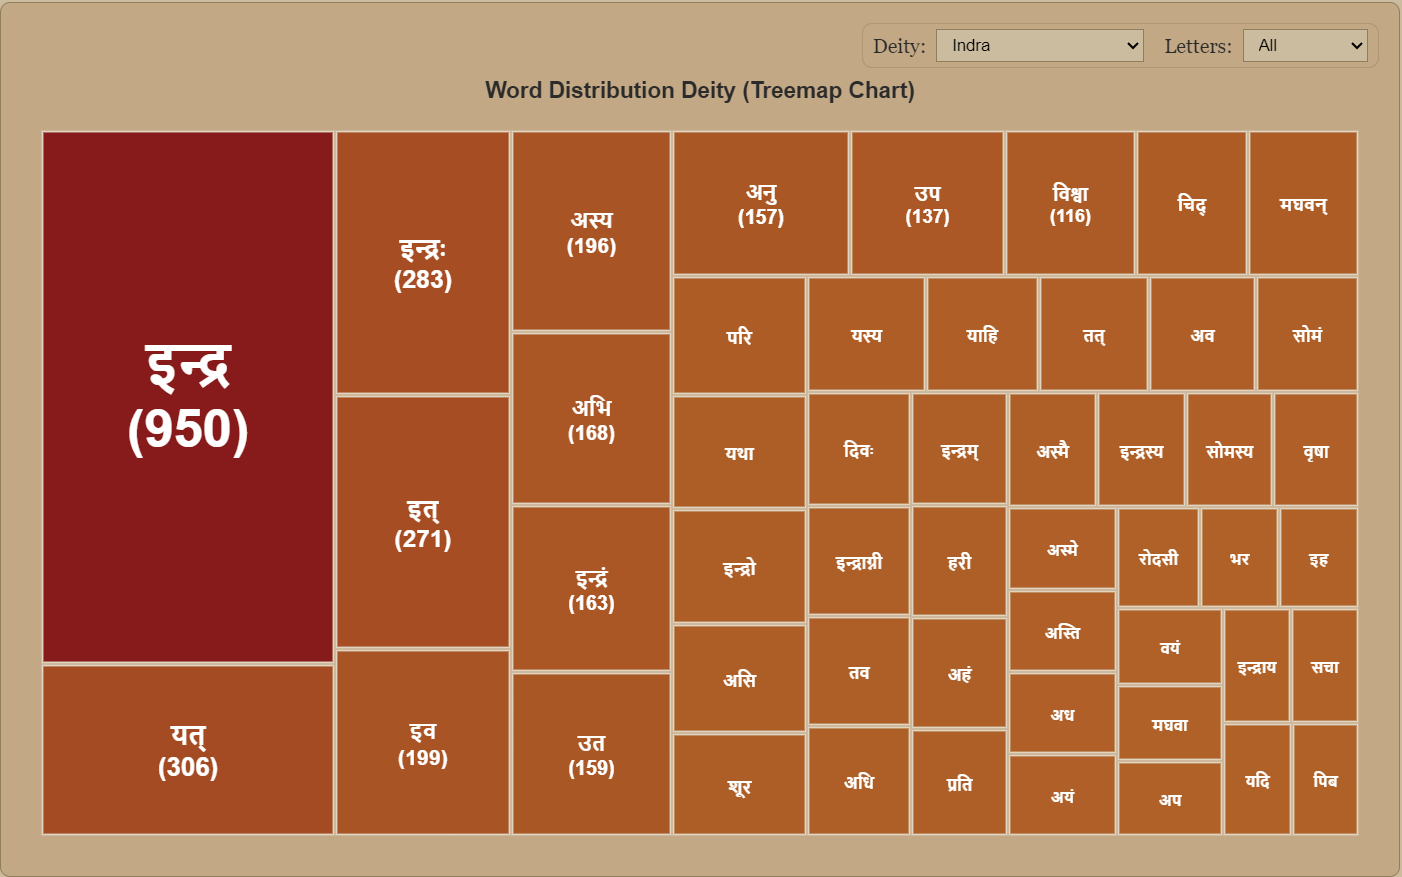 Deity: Indra Letters: All
Word Distribution Deity (Treemap Chart)
इन्द्र
(950)
यत्
(306)
इन्द्रः
(283)
इत्
(271)
इव
(199)
अस्य
(196)
अभि
(168)
इन्द्रं
(163)
उत
(159)
अनु
(157)
उप
(137)
विश्वा
(116)
चिद्
मघवन्
परि
यथा
इन्द्रो
असि
शूर
यस्य
याहि
तत्
अव
सोमं
दिवः
इन्द्राग्नी
तव
अधि
इन्द्रम्
हरी
अहं
प्रति
अस्मै
इन्द्रस्य
सोमस्य
वृषा
अस्मे
अस्ति
अध
अयं
रोदसी
भर
इह
वयं
मघवा
अप
इन्द्राय
सचा
यदि
पिब